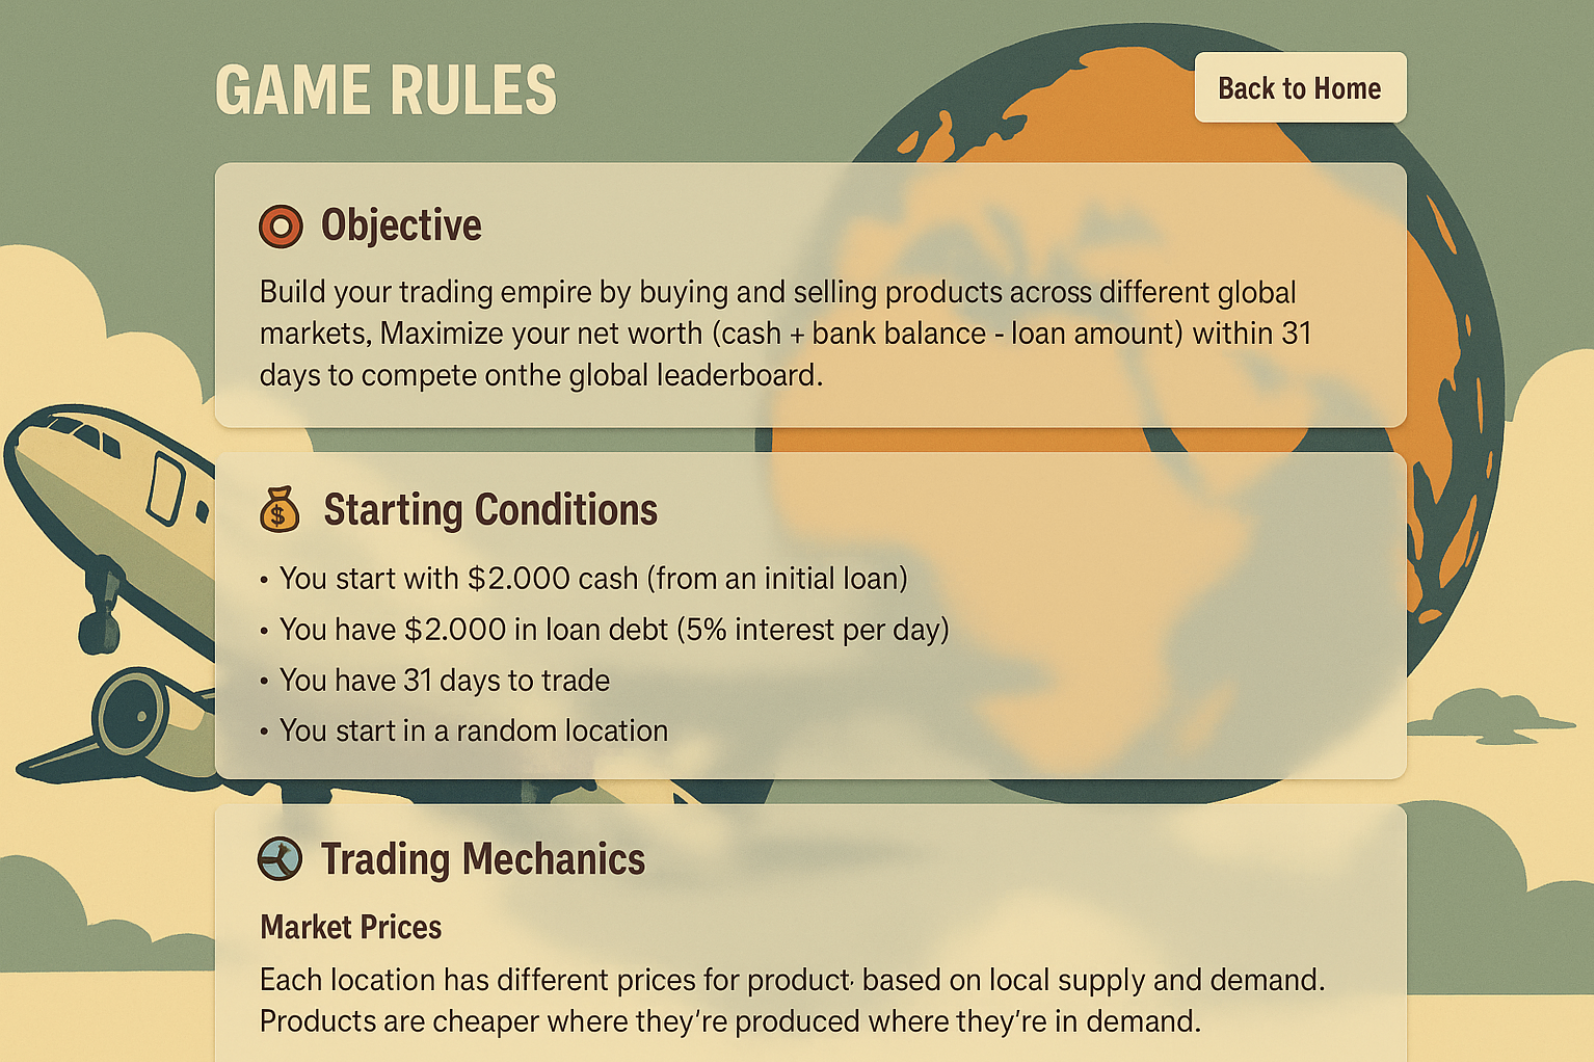 GAME RULES
Back to Home
Objective
Build your trading empire by buying and selling products across different global
markets, Maximize your net worth (cash + bank balance - loan amount) within 31
days to compete onthe global leaderboard.
$
Starting Conditions
• You start with $2.000 cash (from an initial loan)
• You have $2.000 in loan debt (5% interest per day)
• You have 31 days to trade
• You start in a random location
Trading Mechanics
Market Prices
Each location has different prices for product· based on local supply and demand.
Products are cheaper where they're produced where they're in demand.